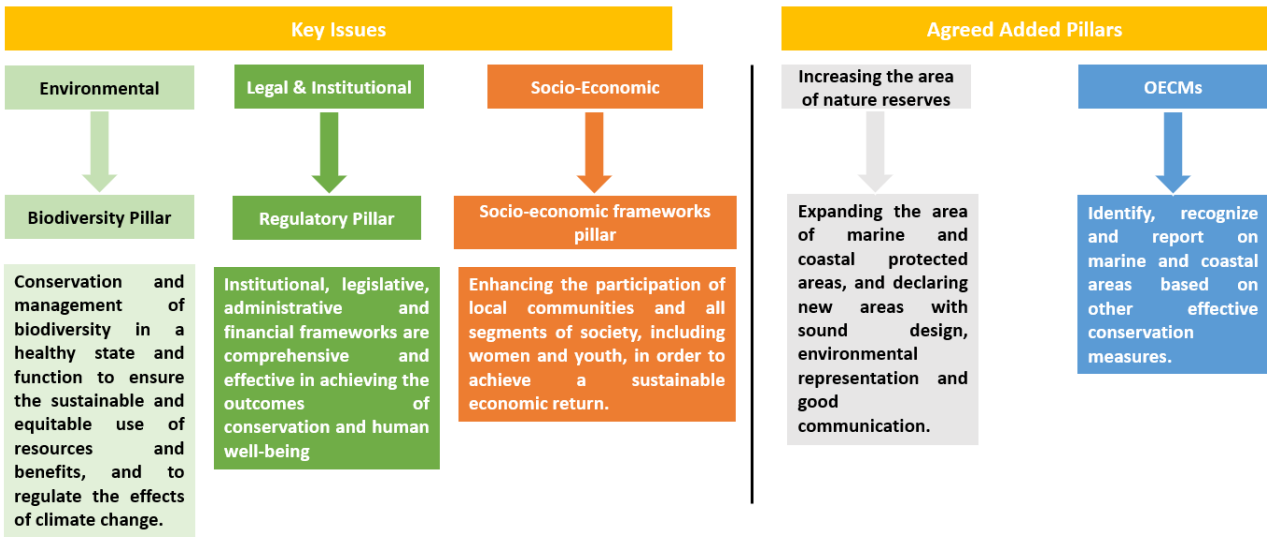 Key Issues
Agreed Added Pillars
Environmental
Legal & Institutional
Socio-Economic
Increasing the area
of nature reserves
OECMs
Biodiversity Pillar
Regulatory Pillar
Socio-economic frameworks
pillar
Conservation and
management of
biodiversity in a
healthy state and
function to ensure
the sustainable and
equitable use of
resources and
benefits, and to
regulate the effects
of climate change.
Institutional, legislative,
administrative and
financial frameworks are
comprehensive and
effective in achieving the
outcomes of
conservation and human
well-being
Enhancing the participation of
local communities and all
segments of society, including
women and youth, in order to
achieve a sustainable
economic return.
Expanding the area
of marine and
coastal protected
areas, and declaring
new areas with
sound design,
environmental
representation and
good
communication.
Identify, recognize
and report on
marine and coastal
areas based on
other effective
conservation
measures.